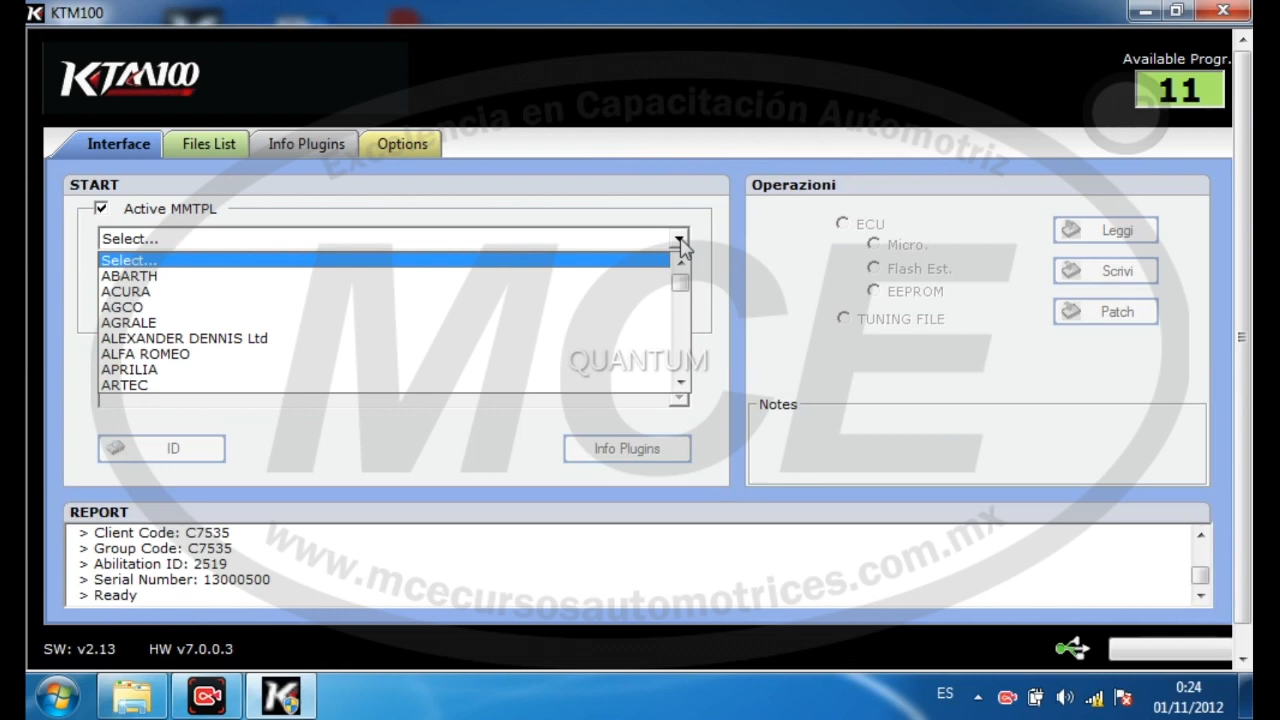 KTM100
KTM100
Available Progr.
11
Interface
Files List
Info Plugins
Options
START
Active MMTPL
Select...
Select...
ABARTH
ACURA
AGCO
AGRALE
ALEXANDER DENNIS Ltd
ALFA ROMEO
APRILIA
ARTEC
ID
Info Plugins
Operazioni
ECU
Micro.
Flash Est.
EEPROM
TUNING FILE
Leggi
Scrivi
Patch
Notes
REPORT
> Client Code: C7535
> Group Code: C7535
> Abilitation ID: 2519
> Serial Number: 13000500
> Ready
SW: v2.13
HW v7.0.0.3
Excelencia en Capacitación Automotriz
MCE
QUANTUM
www.mcecursosautomotrices.com.mx
ES
0:24
01/11/2012